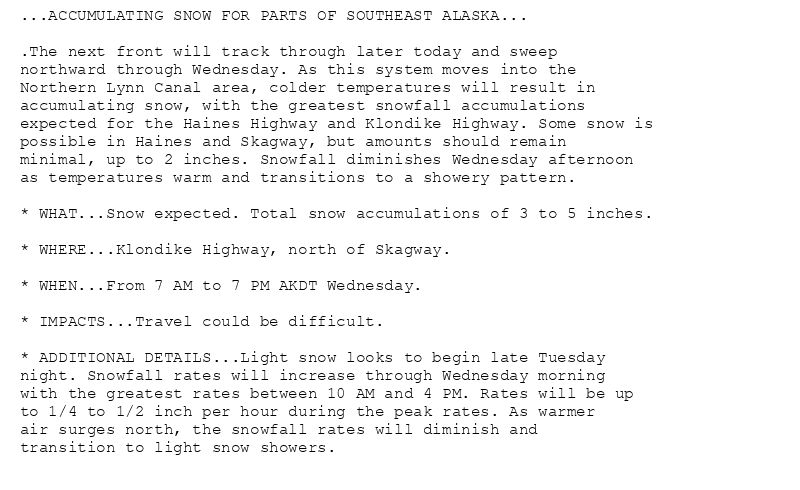 ...ACCUMULATING SNOW FOR PARTS OF SOUTHEAST ALASKA...
.The next front will track through later today and sweep
northward through Wednesday. As this system moves into the
Northern Lynn Canal area, colder temperatures will result in
accumulating snow, with the greatest snowfall accumulations
expected for the Haines Highway and Klondike Highway. Some snow is
possible in Haines and Skagway, but amounts should remain
minimal, up to 2 inches. Snowfall diminishes Wednesday afternoon
as temperatures warm and transitions to a showery pattern.
* WHAT...Snow expected. Total snow accumulations of 3 to 5 inches.
* WHERE...Klondike Highway, north of Skagway.
* WHEN...From 7 AM to 7 PM AKDT Wednesday.
* IMPACTS...Travel could be difficult.
* ADDITIONAL DETAILS...Light snow looks to begin late Tuesday
night. Snowfall rates will increase through Wednesday morning
with the greatest rates between 10 AM and 4 PM. Rates will be up
to 1/4 to 1/2 inch per hour during the peak rates. As warmer
air surges north, the snowfall rates will diminish and
transition to light snow showers.